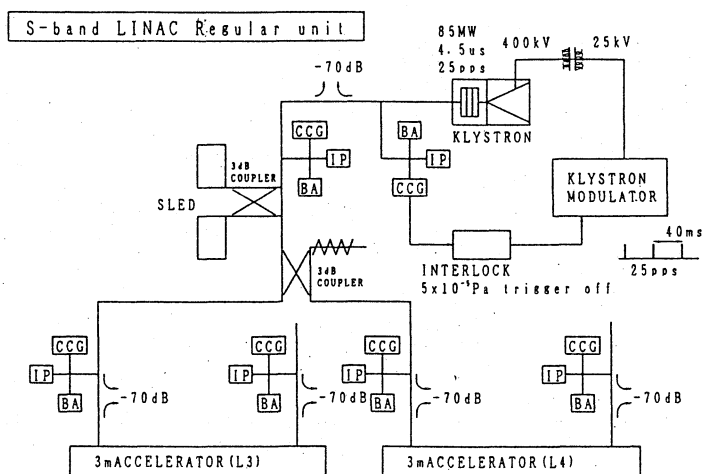 S-band LINAC Regular unit
85MW
4.5us
25pps
400kV
25kV
-70dB
KLYSTRON
CCG
IP
BA
BA
IP
CCG
3dB
COUPLER
SLED
KLYSTRON
MODULATOR
40ms
25pps
INTERLOCK
5x10⁻⁵Pa trigger off
3dB
COUPLER
CCG
IP
BA
-70dB
CCG
IP
BA
-70dB
CCG
IP
BA
-70dB
CCG
IP
BA
-70dB
3mACCELERATOR(L3)
3mACCELERATOR(L4)